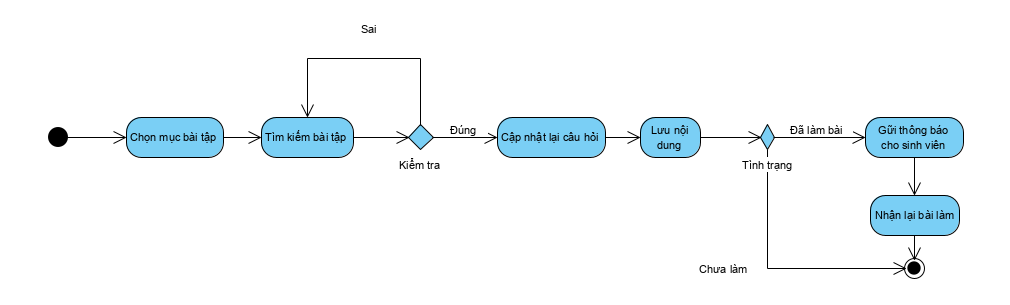 Sai
Chọn mục bài tập
Tìm kiếm bài tập
Đúng
Kiểm tra
Cập nhật lại câu hỏi
Lưu nội
dung
Đã làm bài
Tình trạng
Gữi thông báo
cho sinh viên
Nhận lại bài làm
Chưa làm